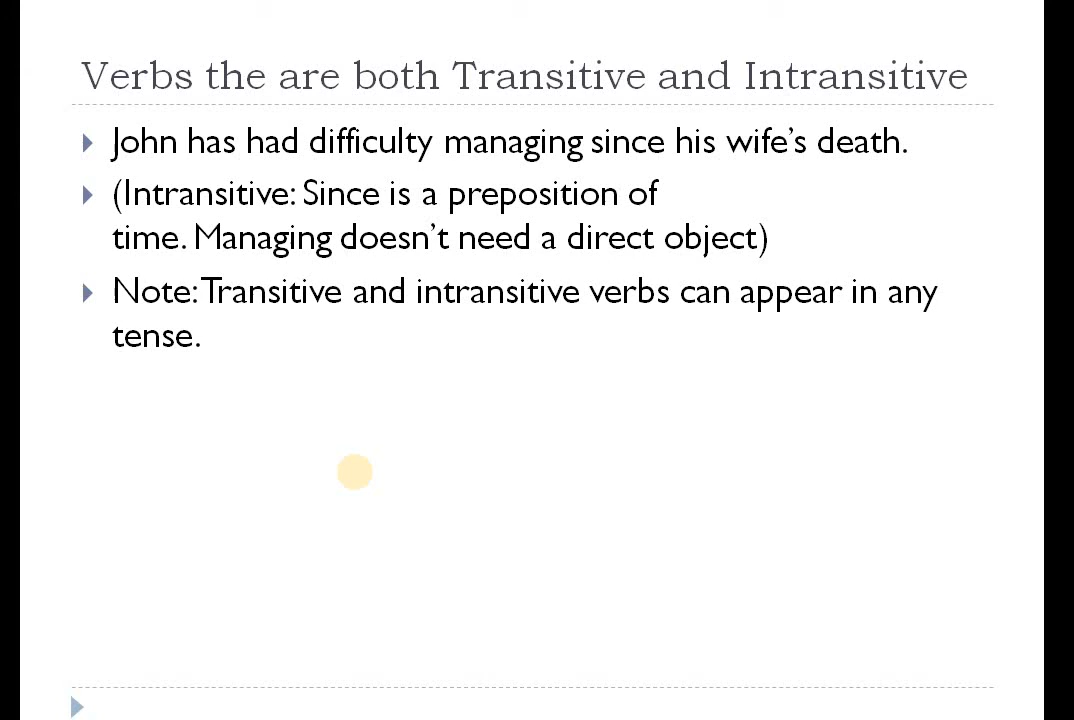 Verbs the are both Transitive and Intransitive
John has had difficulty managing since his wife’s death.
(Intransitive: Since is a preposition of
time. Managing doesn’t need a direct object)
Note: Transitive and intransitive verbs can appear in any
tense.